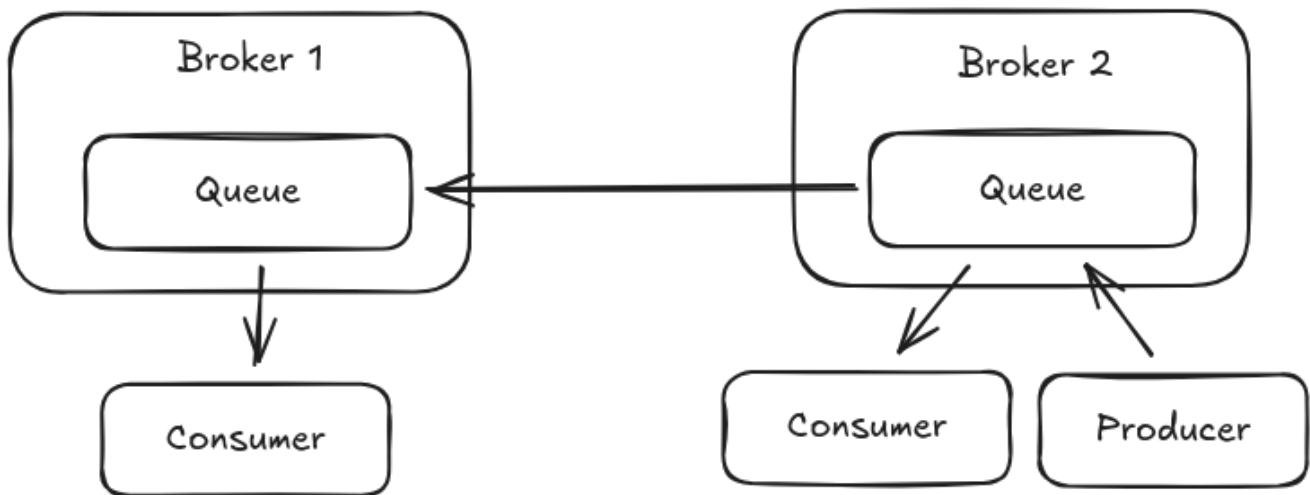 Broker 1
Queue
Consumer
Broker 2
Queue
Consumer
Producer